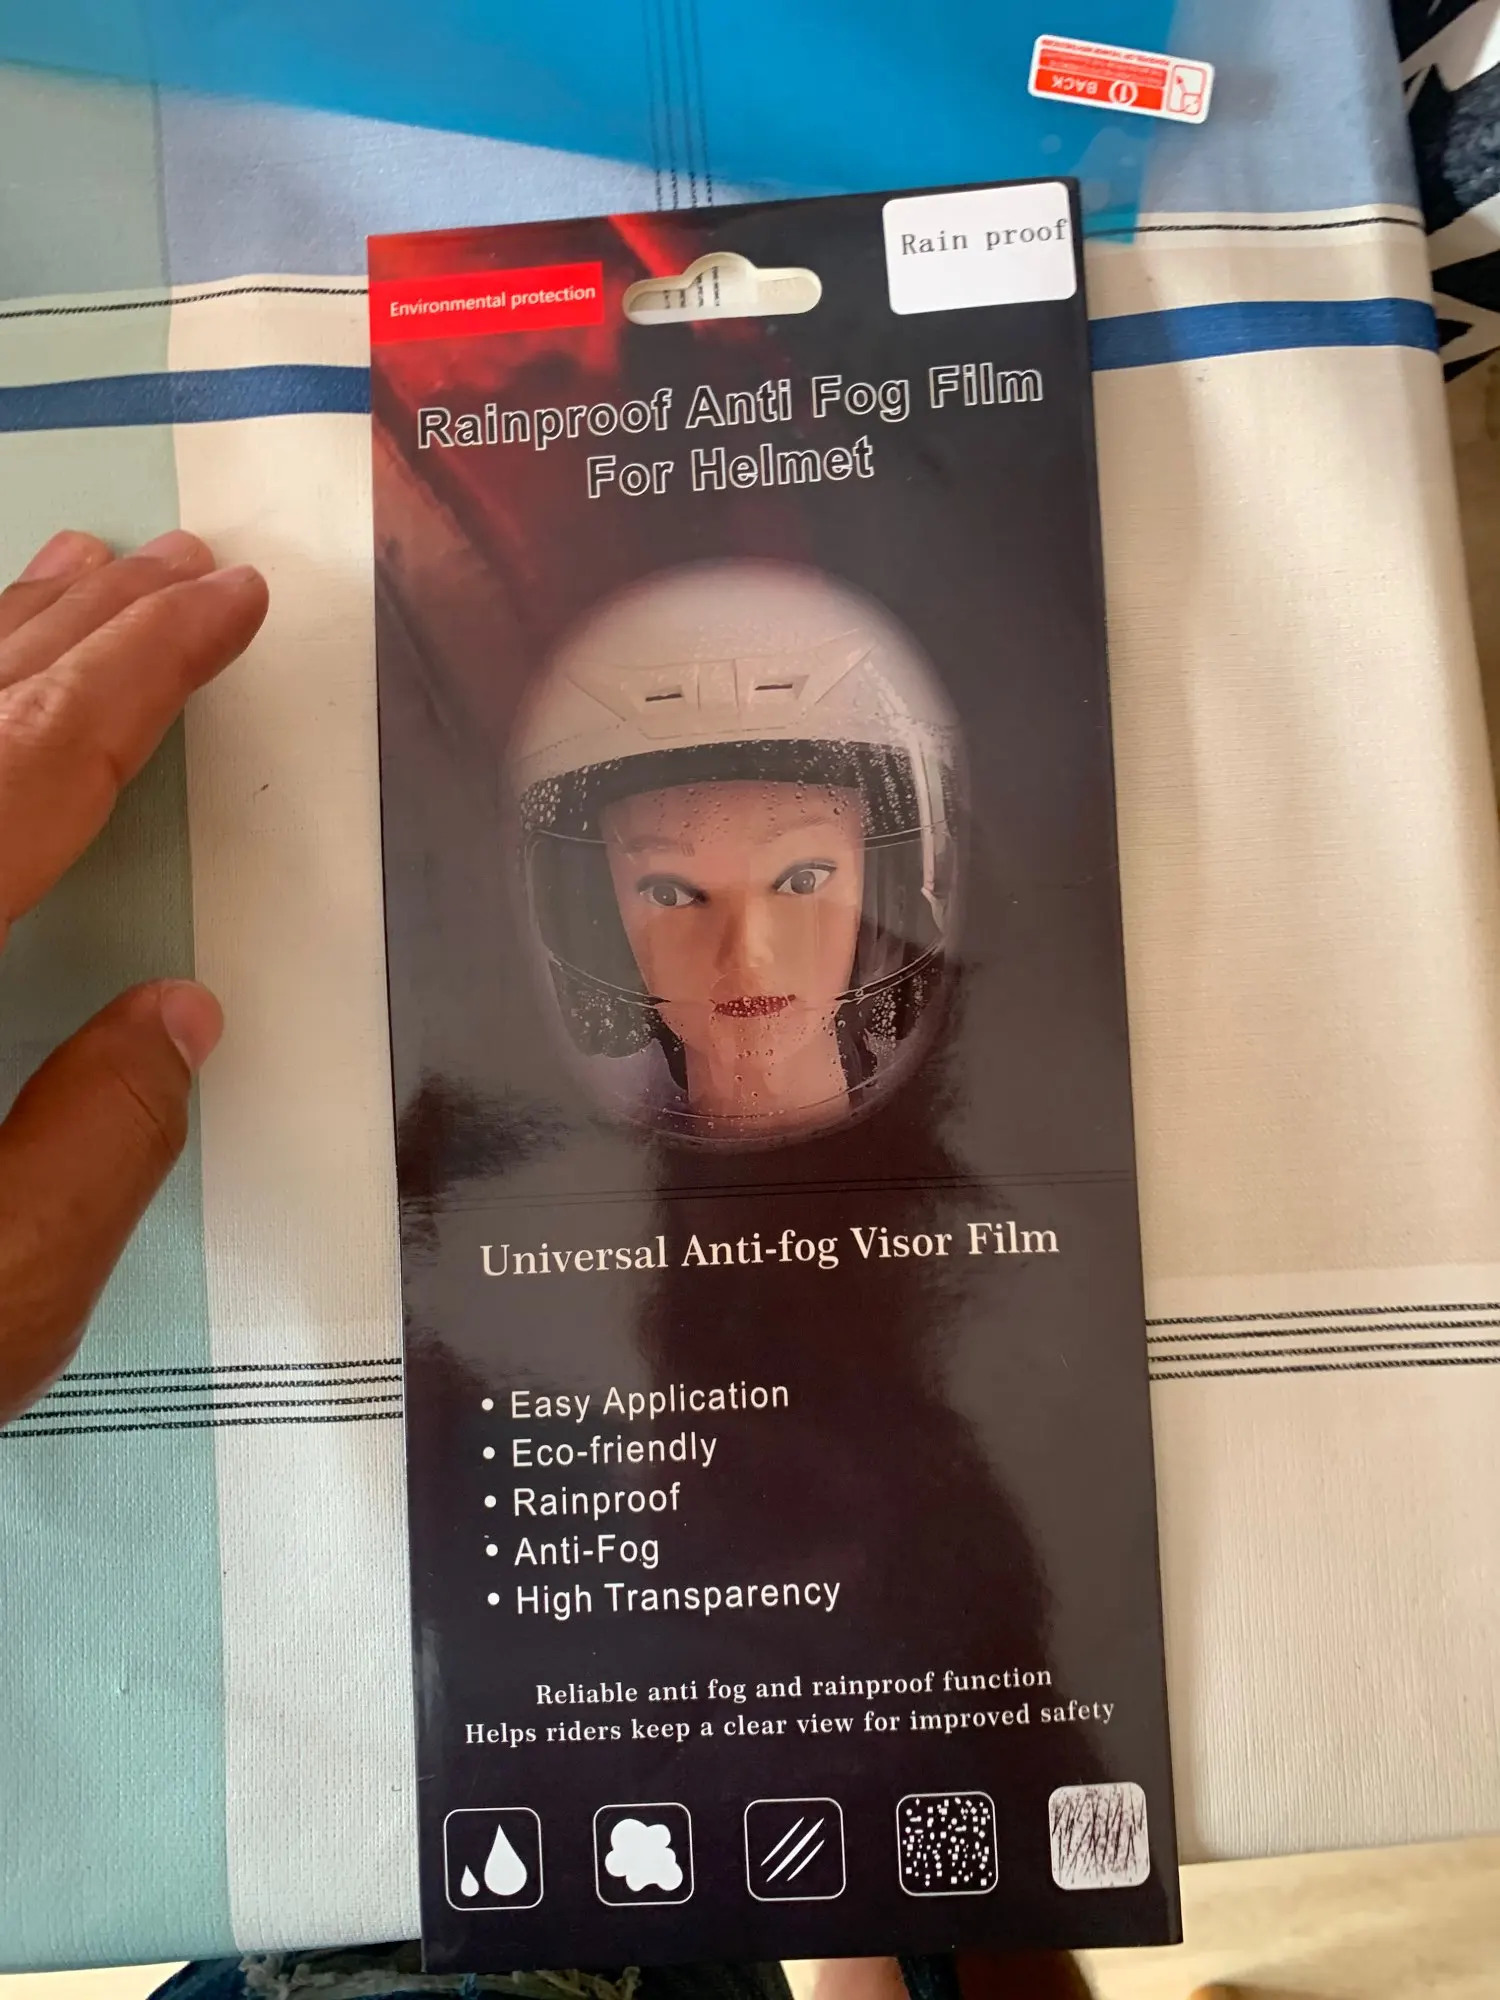 BACK
Rain proof
Environmental protection
Rainproof Anti Fog Film
For Helmet
Universal Anti-fog Visor Film
• Easy Application
• Eco-friendly
• Rainproof
• Anti-Fog
• High Transparency
Reliable anti fog and rainproof function
Helps riders keep a clear view for improved safety